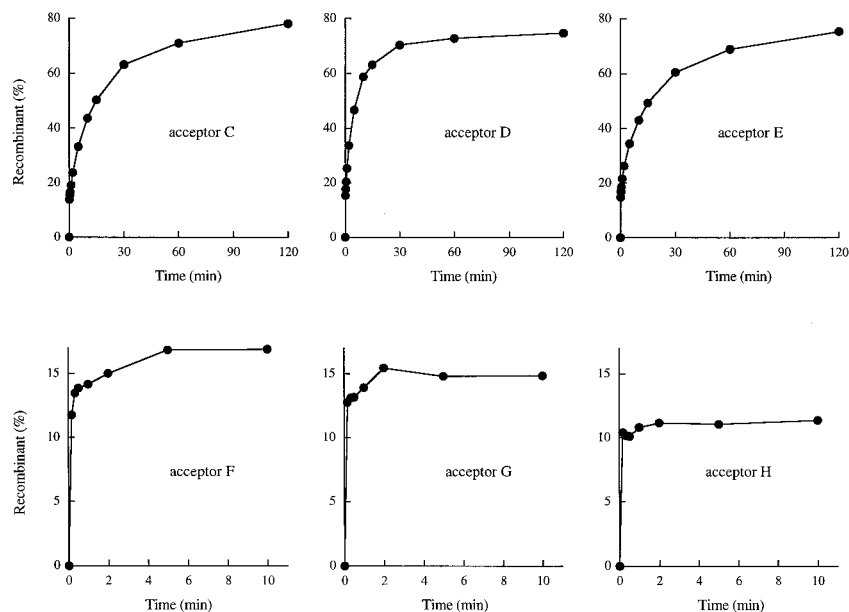 80
60
40
20
0
Recombinant (%)
acceptor C
0 30 60 90 120
Time (min)
80
60
40
20
0
acceptor D
0 30 60 90 120
Time (min)
80
60
40
20
0
acceptor E
0 30 60 90 120
Time (min)
15
10
5
0
Recombinant (%)
acceptor F
0 2 4 6 8 10
Time (min)
15
10
5
0
acceptor G
0 2 4 6 8 10
Time (min)
15
10
5
0
acceptor H
0 2 4 6 8 10
Time (min)